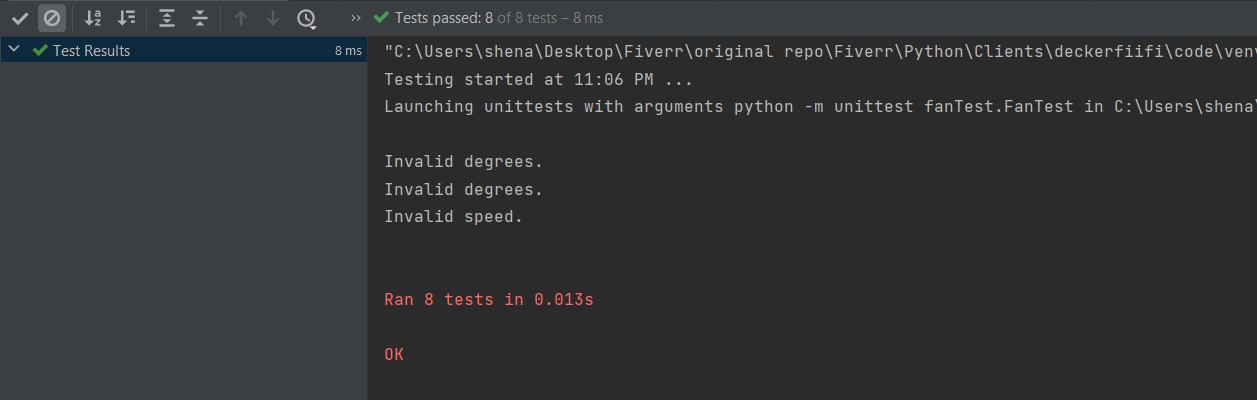 Tests passed: 8 of 8 tests – 8 ms
Test Results 8 ms
"C:\Users\shena\Desktop\Fiverr\original repo\Fiverr\Python\Clients\deckerfiifi\code\venv
Testing started at 11:06 PM ...
Launching unittests with arguments python -m unittest fanTest.FanTest in C:\Users\shena\
Invalid degrees.
Invalid degrees.
Invalid speed.
Ran 8 tests in 0.013s
OK